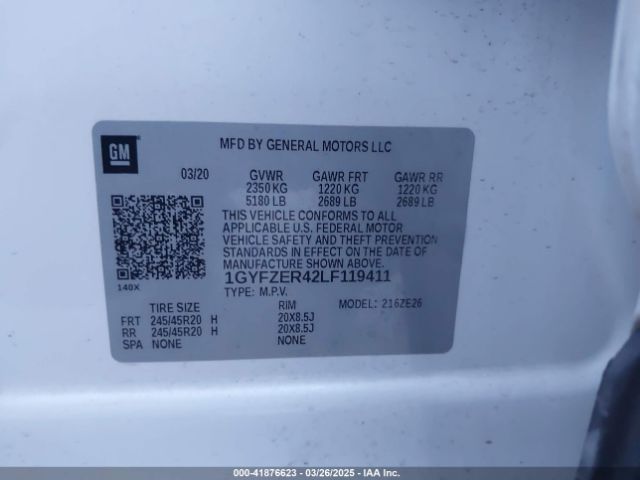 GM
MFD BY GENERAL MOTORS LLC
03/20 GVWR GAWR FRT GAWR RR
2350 KG 1220 KG 1220 KG
5180 LB 2689 LB 2689 LB
THIS VEHICLE CONFORMS TO ALL
APPLICABLE U.S. FEDERAL MOTOR
VEHICLE SAFETY AND THEFT PREVENTION
STANDARDS IN EFFECT ON THE DATE OF
MANUFACTURE SHOWN ABOVE.
1GYFZER42LF119411
140X TYPE: M.P.V.
TIRE SIZE RIM MODEL: 216ZE26
FRT 245/45R20 H 20X8.5J
RR 245/45R20 H 20X8.5J
SPA NONE NONE
000-41876623 — 03/26/2025 — IAA Inc.